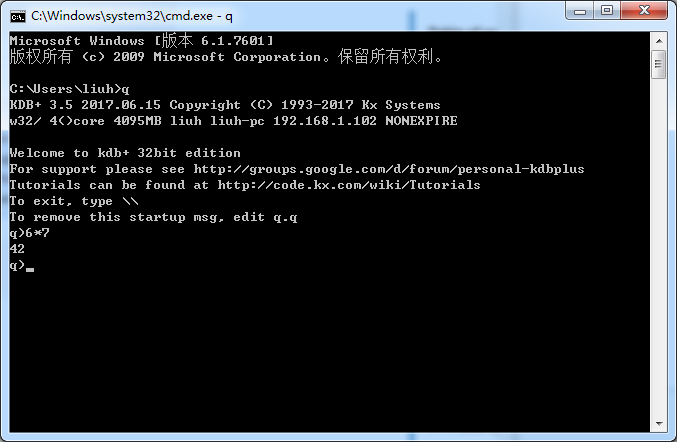 C:\Windows\system32\cmd.exe - q
Microsoft Windows [版本 6.1.7601]
版权所有 (c) 2009 Microsoft Corporation。保留所有权利。
C:\Users\liuh>q
KDB+ 3.5 2017.06.15 Copyright (C) 1993-2017 Kx Systems
w32/ 4()core 4095MB liuh liuh-pc 192.168.1.102 NONEXPIRE
Welcome to kdb+ 32bit edition
For support please see http://groups.google.com/d/forum/personal-kdbplus
Tutorials can be found at http://code.kx.com/wiki/Tutorials
To exit, type \\
To remove this startup msg, edit q.q
q)6*7
42
q)